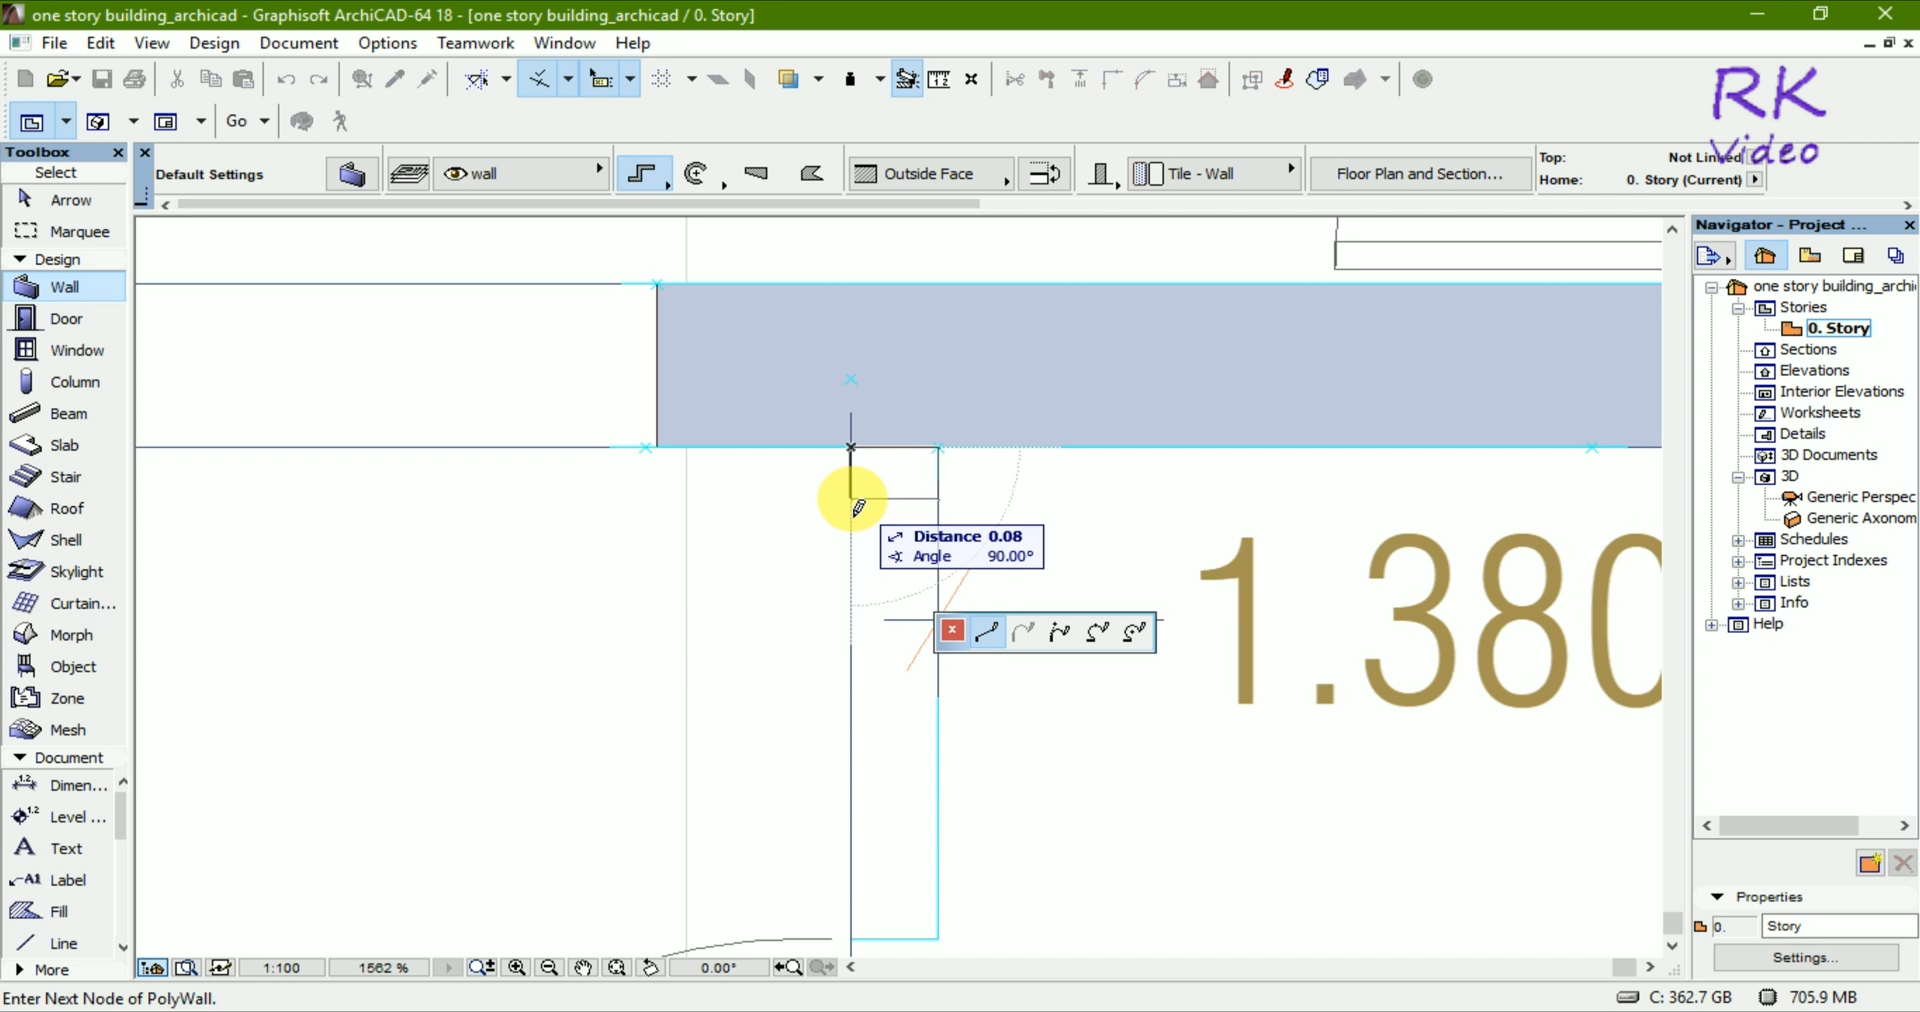 one story building_archicad - Graphisoft ArchiCAD-64 18 - [one story building_archicad / 0. Story]
File Edit View Design Document Options Teamwork Window Help
Go
RK
Video
Toolbox
Select
Arrow
Marquee
Design
Wall
Door
Window
Column
Beam
Slab
Stair
Roof
Shell
Skylight
Curtain...
Morph
Object
Zone
Mesh
Document
Dimen...
Level ...
Text
Label
Fill
Line
More
Default Settings
wall
Outside Face
Tile - Wall
Floor Plan and Section...
Top:
Home: 0. Story (Current)
Distance 0.08
Angle 90.00°
1.380
Navigator - Project ...
one story building_archi
Stories
0. Story
Sections
Elevations
Interior Elevations
Worksheets
Details
3D Documents
3D
Generic Perspec
Generic Axonom
Schedules
Project Indexes
Lists
Info
Help
Properties
0. Story
Settings...
1:100 1562 % 0.00°
Enter Next Node of PolyWall.
C: 362.7 GB 705.9 MB